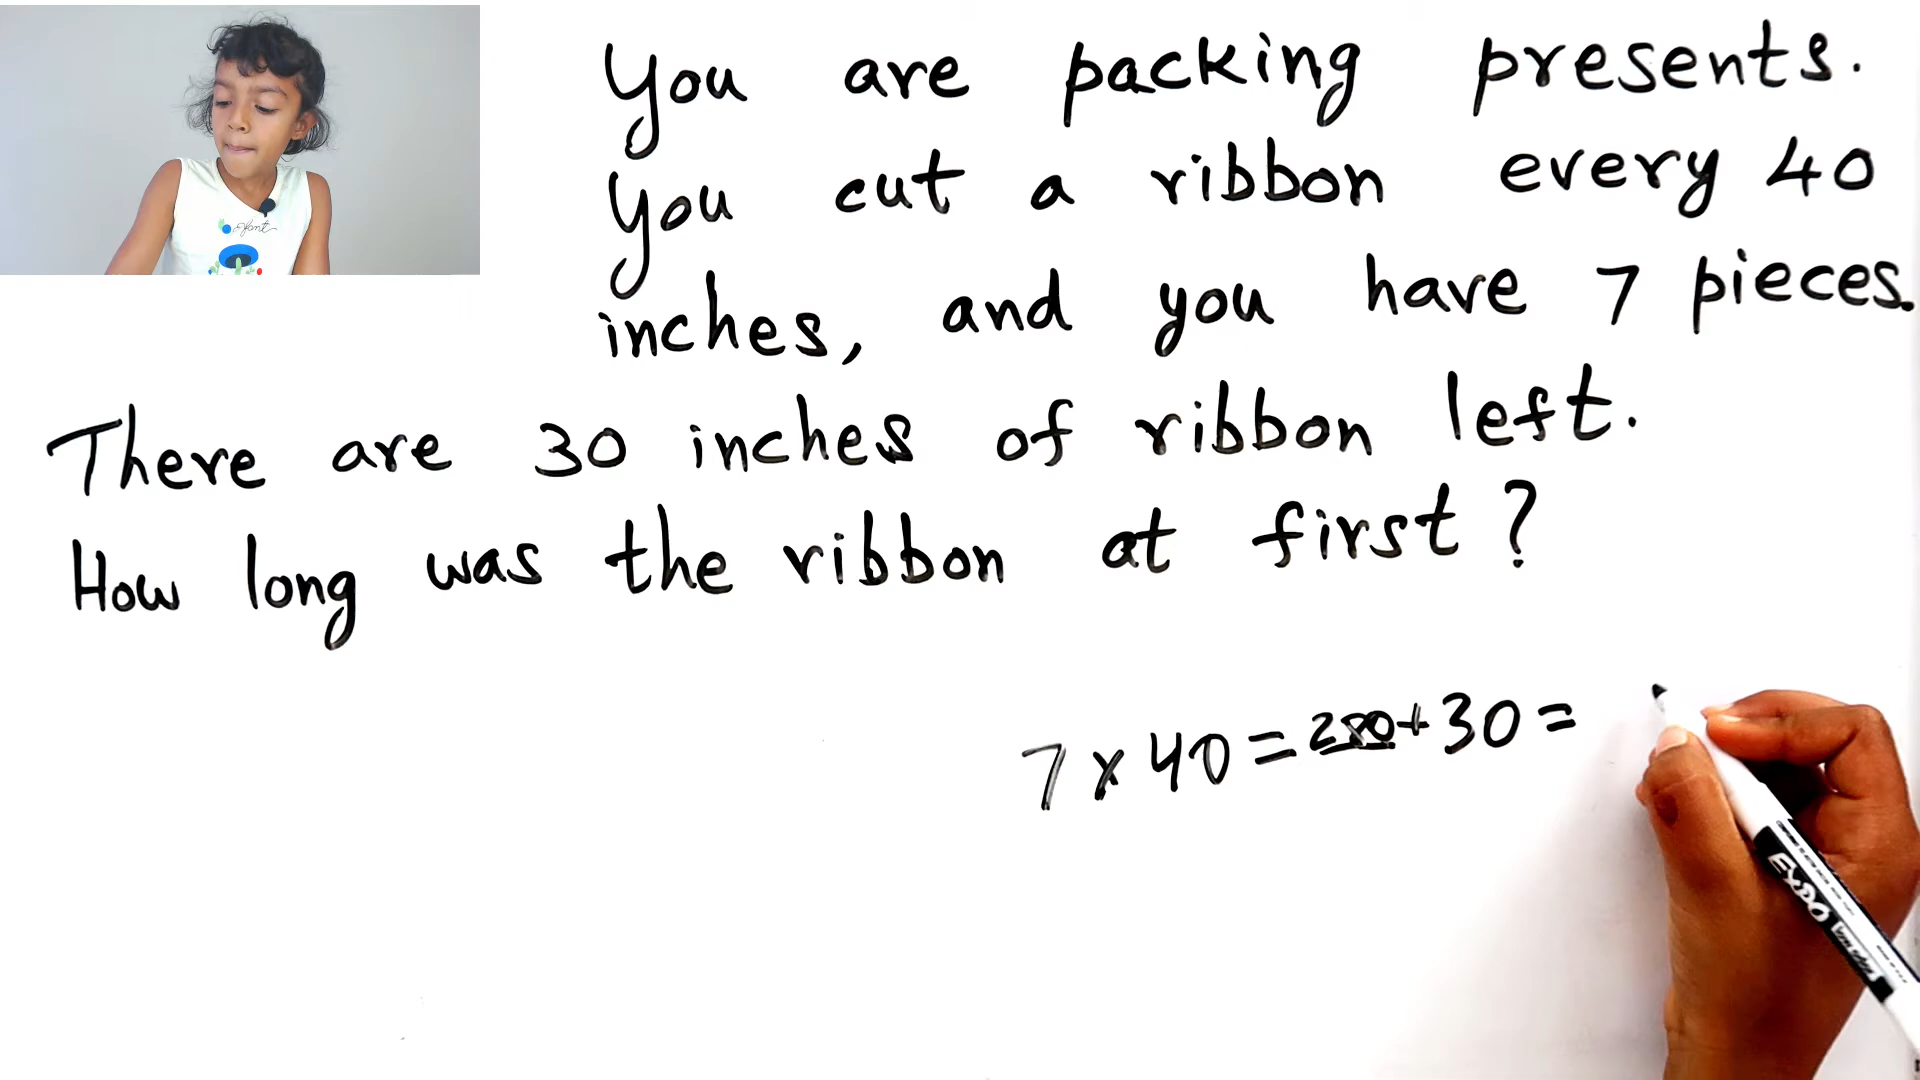 You are packing presents.
You cut a ribbon every 40
inches, and you have 7 pieces.
There are 30 inches of ribbon left.
How long was the ribbon at first?
7 x 40 = 280 + 30 =
EXPO